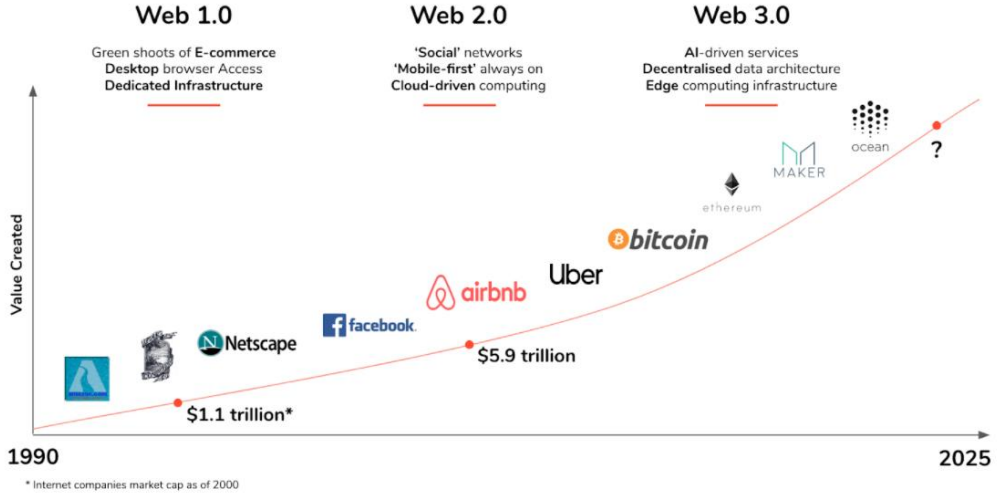 Web 1.0
Green shoots of E-commerce
Desktop browser Access
Dedicated Infrastructure
Web 2.0
‘Social’ networks
‘Mobile-first’ always on
Cloud-driven computing
Web 3.0
AI-driven services
Decentralised data architecture
Edge computing infrastructure
ocean
?
MAKER
ethereum
bitcoin
Uber
airbnb
facebook.
Netscape
$5.9 trillion
$1.1 trillion*
Value Created
1990
2025
* Internet companies market cap as of 2000